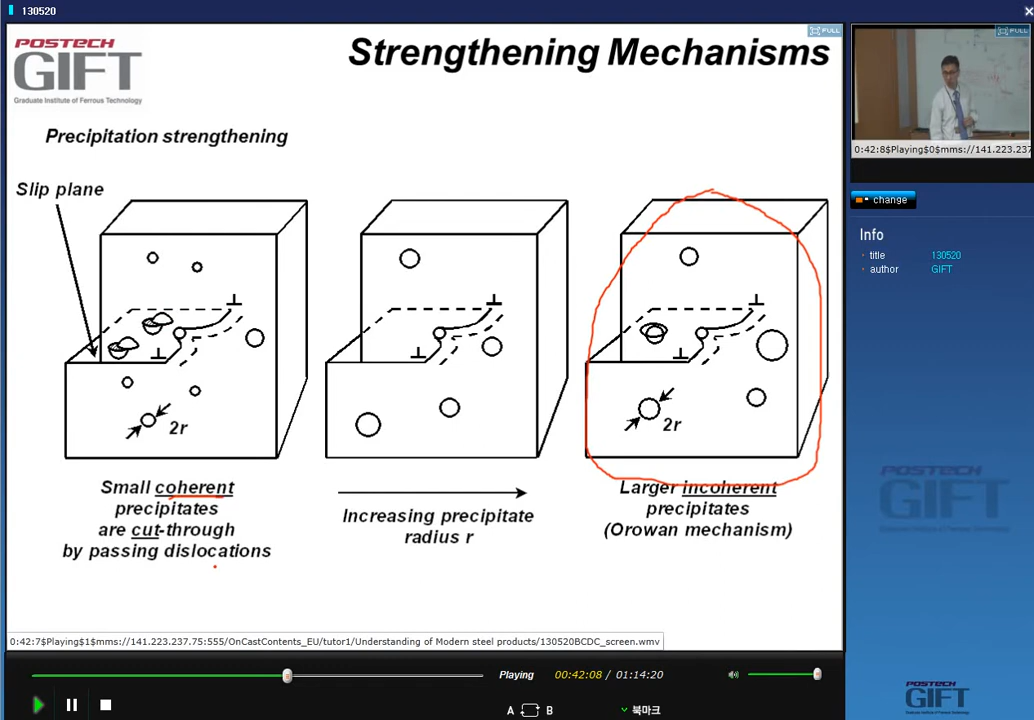 130520
POSTECH
GIFT
Graduate Institute of Ferrous Technology
Strengthening Mechanisms
FULL
FULL
Precipitation strengthening
Slip plane
2r
2r
Small coherent
precipitates
are cut-through
by passing dislocations
Increasing precipitate
radius r
Larger incoherent
precipitates
(Orowan mechanism)
0:42:8$Playing$0$mms://141.223.237
change
Info
title 130520
author GIFT
POSTECH
GIFT
0:42:7$Playing$1$mms://141.223.237.75:555/OnCastContents_EU/tutor1/Understanding of Modern steel products/130520BCDC_screen.wmv
Playing 00:42:08 / 01:14:20
A B 북마크
POSTECH
GIFT